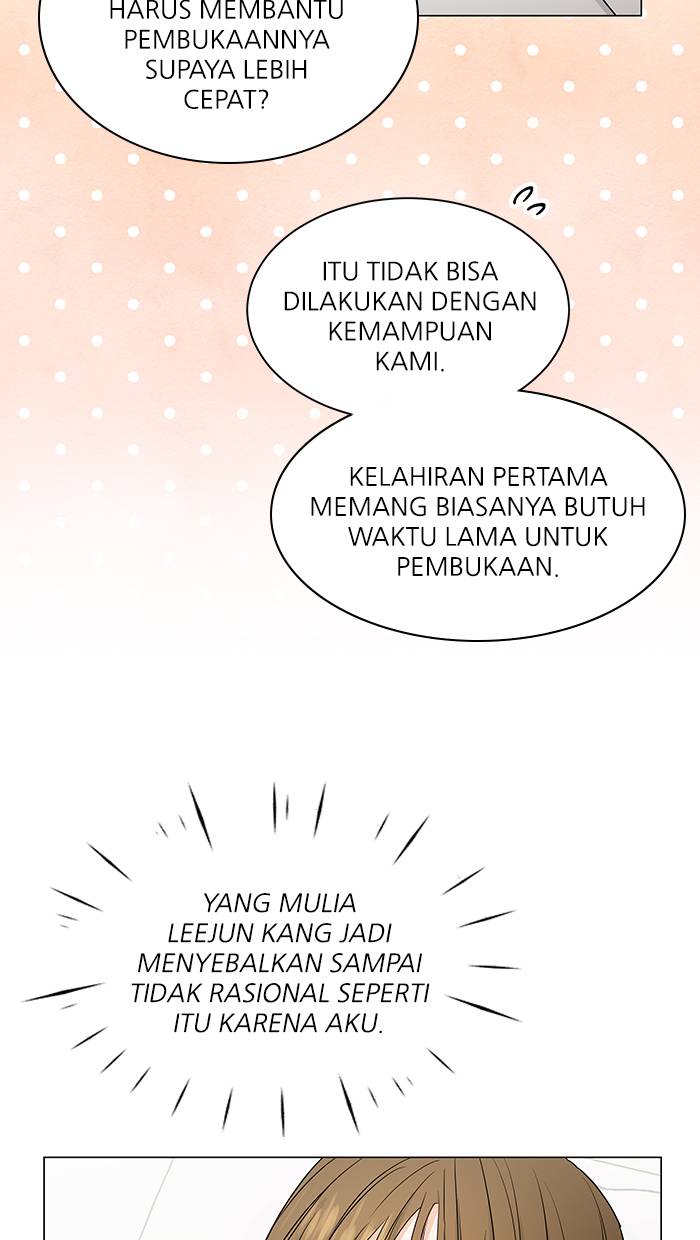 HARUS MEMBANTU
PEMBUKAANNYA
SUPAYA LEBIH
CEPAT?
ITU TIDAK BISA
DILAKUKAN DENGAN
KEMAMPUAN
KAMI.
KELAHIRAN PERTAMA
MEMANG BIASANYA BUTUH
WAKTU LAMA UNTUK
PEMBUKAAN.
YANG MULIA
LEEJUN KANG JADI
MENYEBALKAN SAMPAI
TIDAK RASIONAL SEPERTI
ITU KARENA AKU.